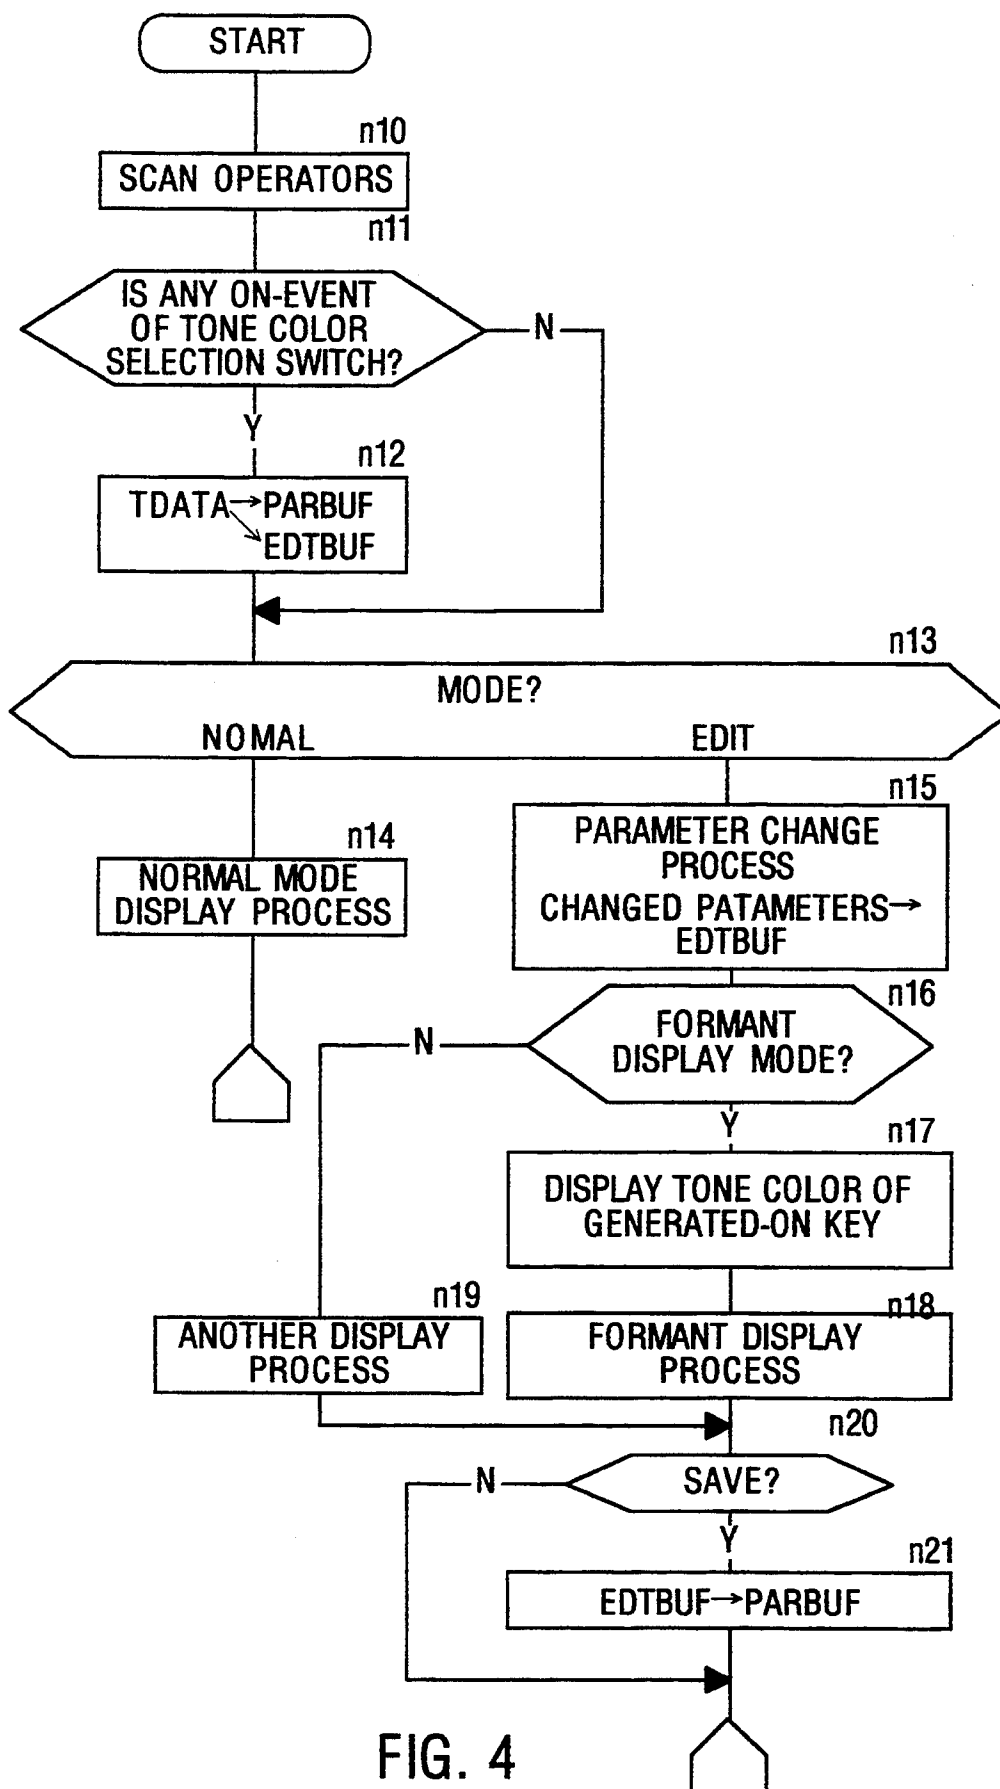 START
n10
SCAN OPERATORS
n11
IS ANY ON-EVENT
OF TONE COLOR
SELECTION SWITCH?
N
Y
n12
TDATA→PARBUF
EDTBUF
n13
MODE?
NOMAL
EDIT
n14
NORMAL MODE
DISPLAY PROCESS
n15
PARAMETER CHANGE
PROCESS
CHANGED PATAMETERS→
EDTBUF
n16
FORMANT
DISPLAY MODE?
N
Y
n17
DISPLAY TONE COLOR OF
GENERATED-ON KEY
n19
ANOTHER DISPLAY
PROCESS
n18
FORMANT DISPLAY
PROCESS
n20
SAVE?
N
Y
n21
EDTBUF→PARBUF
FIG. 4